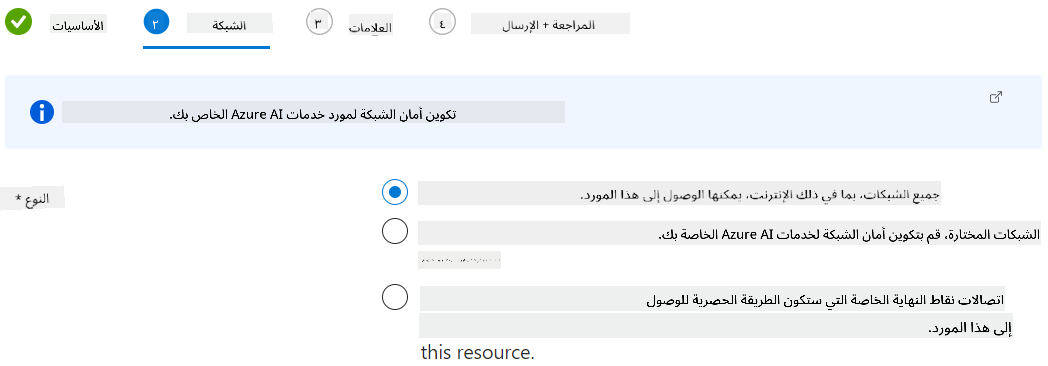 الأساسيات
٢ الشبكة
٣ العلامات
٤ المراجعة + الإرسال
تكوين أمان الشبكة لمورد خدمات Azure AI الخاص بك.
النوع *
جميع الشبكات، بما في ذلك الإنترنت، يمكنها الوصول إلى هذا المورد.
الشبكات المختارة، قم بتكوين أمان الشبكة لخدمات Azure AI الخاصة بك.
اتصالات نقاط النهاية الخاصة التي ستكون الطريقة الحصرية للوصول
إلى هذا المورد.
this resource.